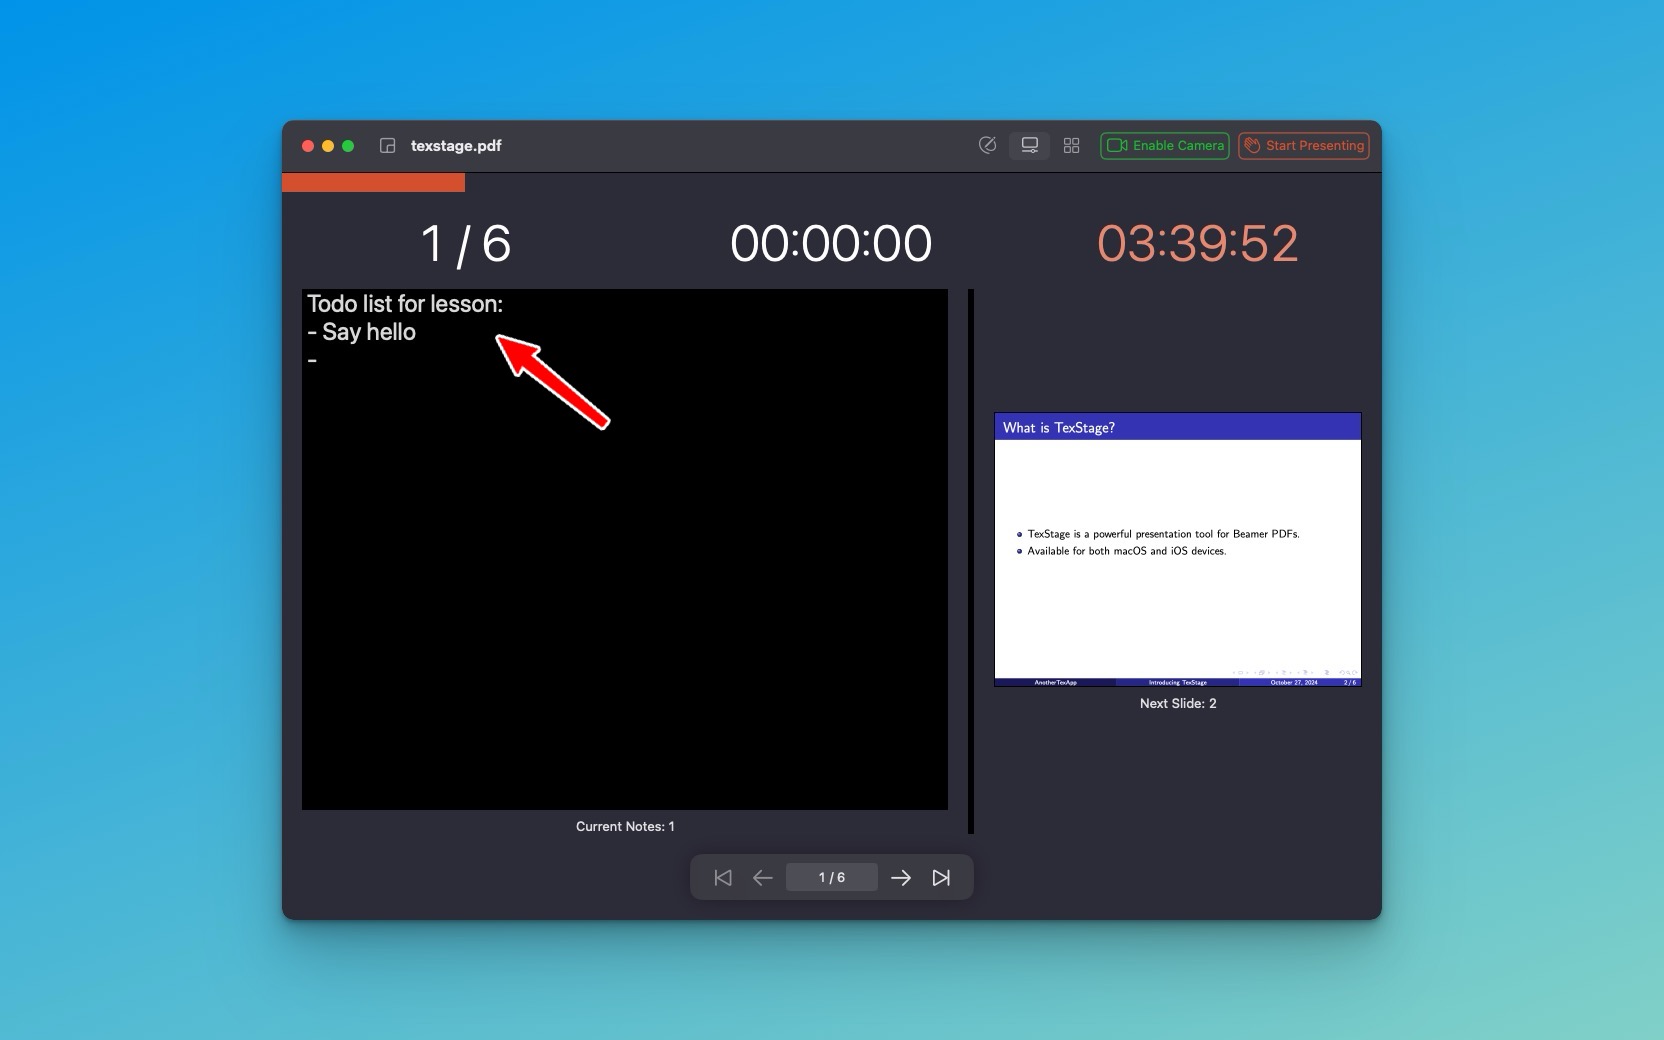 texstage.pdf
Enable Camera
Start Presenting
1 / 6
00:00:00
03:39:52
Todo list for lesson:
- Say hello
-
What is TexStage?
TexStage is a powerful presentation tool for Beamer PDFs.
Available for both macOS and iOS devices.
AnotherTexApp
Introducing TexStage
October 27, 2024
2 / 6
Next Slide: 2
Current Notes: 1
1 / 6